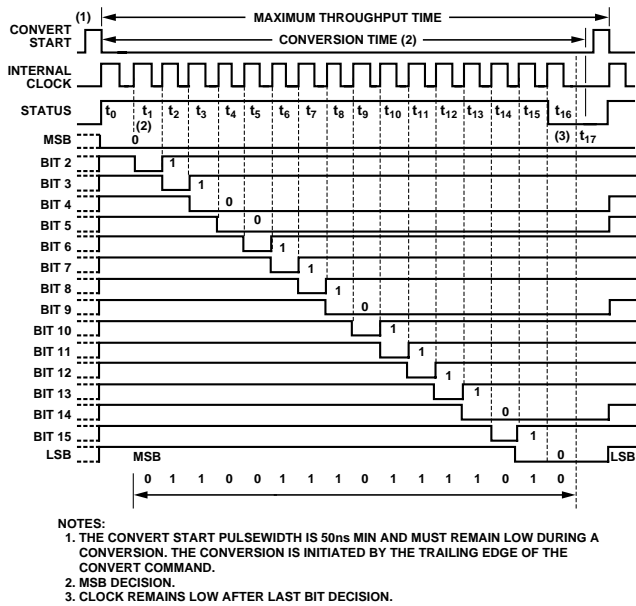 (1)
MAXIMUM THROUGHPUT TIME
CONVERT
START
CONVERSION TIME (2)
INTERNAL
CLOCK
STATUS
t0 t1 t2 t3 t4 t5 t6 t7 t8 t9 t10 t11 t12 t13 t14 t15 t16
(2)
(3) t17
MSB 0
BIT 2 1
BIT 3 1
BIT 4 0
BIT 5 0
BIT 6 1
BIT 7 1
BIT 8 1
BIT 9 0
BIT 10 1
BIT 11 1
BIT 12 1
BIT 13 1
BIT 14 0
BIT 15 1
LSB MSB 0 LSB
0 1 1 0 0 1 1 1 0 1 1 1 1 0 1 0
NOTES:
1. THE CONVERT START PULSEWIDTH IS 50ns MIN AND MUST REMAIN LOW DURING A
CONVERSION. THE CONVERSION IS INITIATED BY THE TRAILING EDGE OF THE
CONVERT COMMAND.
2. MSB DECISION.
3. CLOCK REMAINS LOW AFTER LAST BIT DECISION.